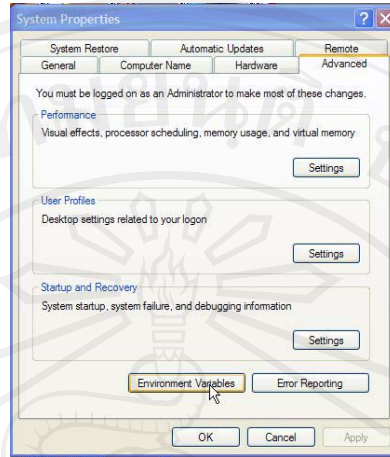 System Properties
System Restore Automatic Updates Remote
General Computer Name Hardware Advanced
You must be logged on as an Administrator to make most of these changes.
Performance
Visual effects, processor scheduling, memory usage, and virtual memory
Settings
User Profiles
Desktop settings related to your logon
Settings
Startup and Recovery
System startup, system failure, and debugging information
Settings
Environment Variables Error Reporting
OK Cancel Apply